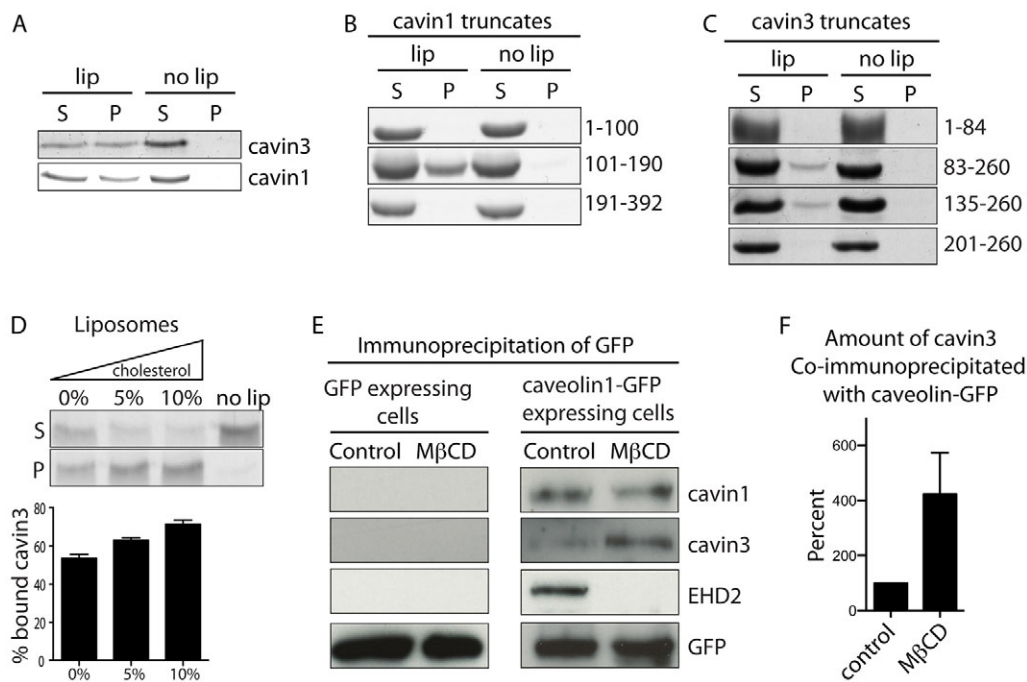 A
lip no lip
S P S P
cavin3
cavin1
B cavin1 truncates
lip no lip
S P S P
1-100
101-190
191-392
C cavin3 truncates
lip no lip
S P S P
1-84
83-260
135-260
201-260
D Liposomes
cholesterol
0% 5% 10% no lip
S
P
% bound cavin3
80
60
40
20
0
0% 5% 10%
E
Immunoprecipitation of GFP
GFP expressing
cells
caveolin1-GFP
expressing cells
Control MβCD Control MβCD
cavin1
cavin3
EHD2
GFP
F
Amount of cavin3
Co-immunoprecipitated
with caveolin-GFP
Percent
600
400
200
0
control MβCD